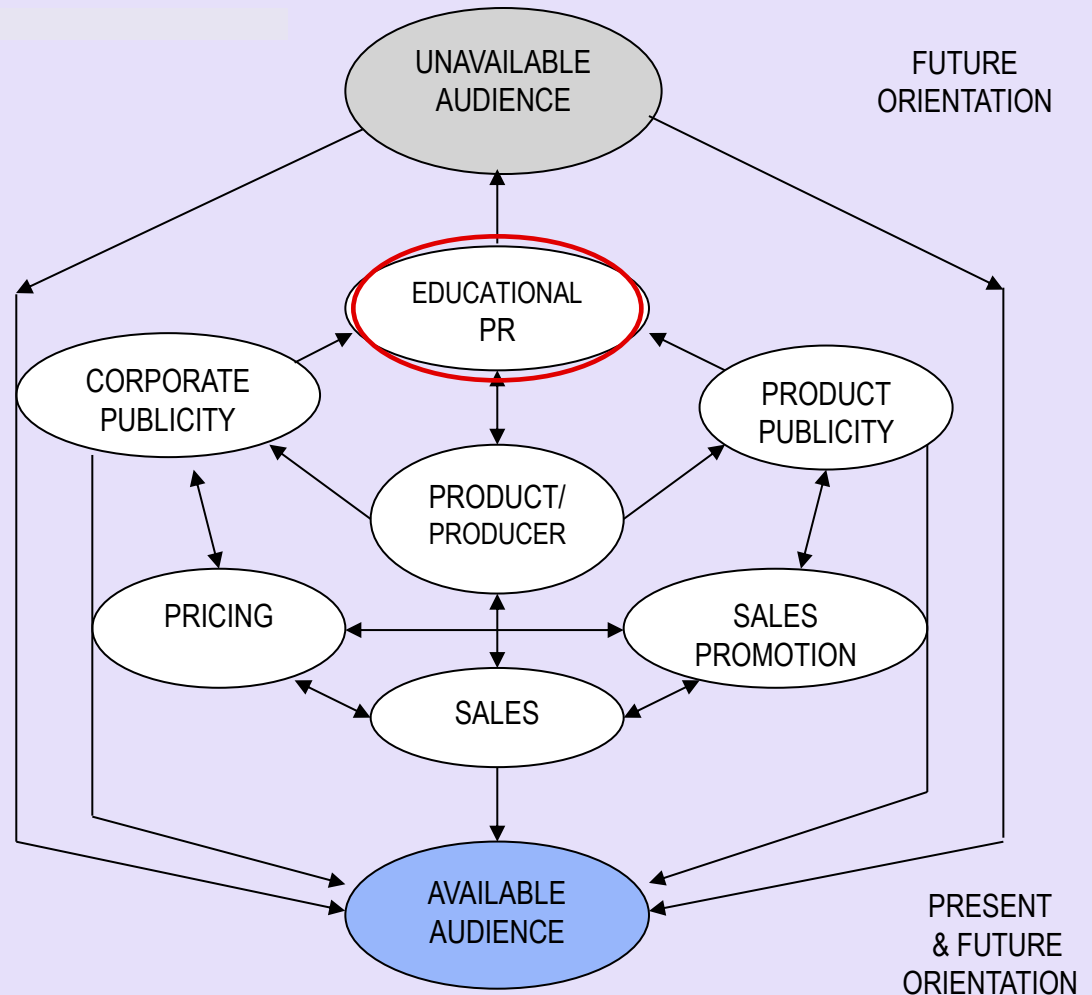 UNAVAILABLE
AUDIENCE
FUTURE
ORIENTATION
EDUCATIONAL
PR
CORPORATE
PUBLICITY
PRODUCT
PUBLICITY
PRODUCT/
PRODUCER
PRICING
SALES
PROMOTION
SALES
AVAILABLE
AUDIENCE
PRESENT
& FUTURE
ORIENTATION